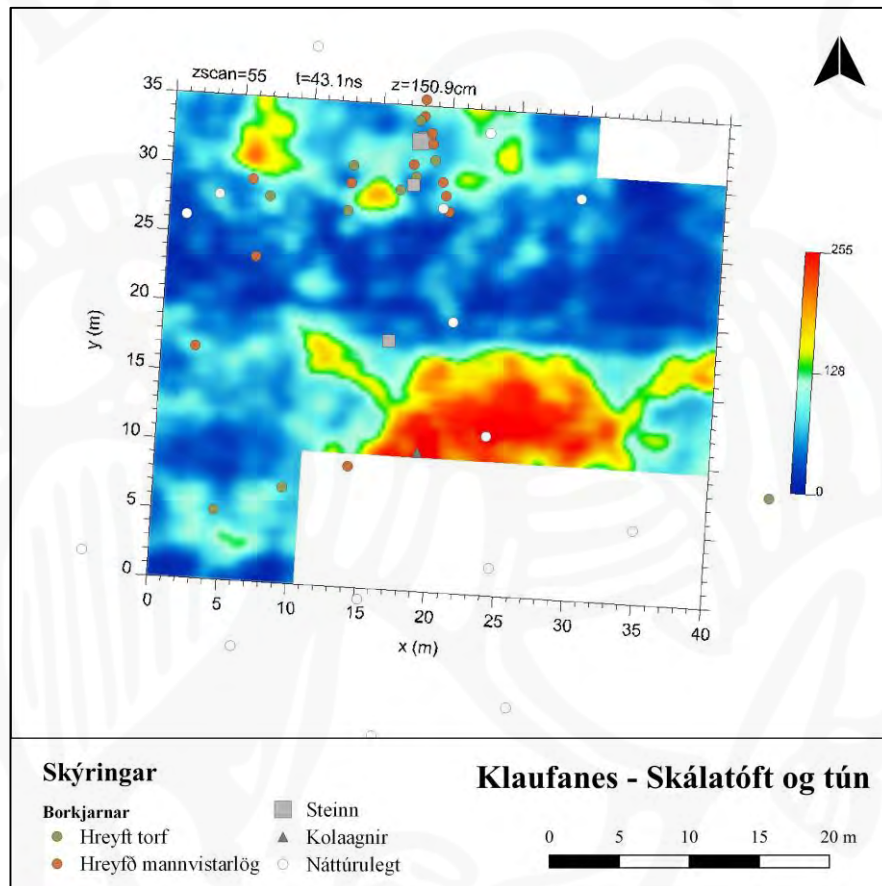 zscan=55 t=43.1ns z=150.9cm
35
30
25
20
15
10
5
0
y (m)
0 5 10 15 20 25 30 35 40
x (m)
255
128
0
Skýringar
Borkjarnar
Hreyft torf
Hreyfð mannvistarlög
Steinn
Kolaagnir
Náttúrulegt
Klaufanes - Skálatóft og tún
0 5 10 15 20 m